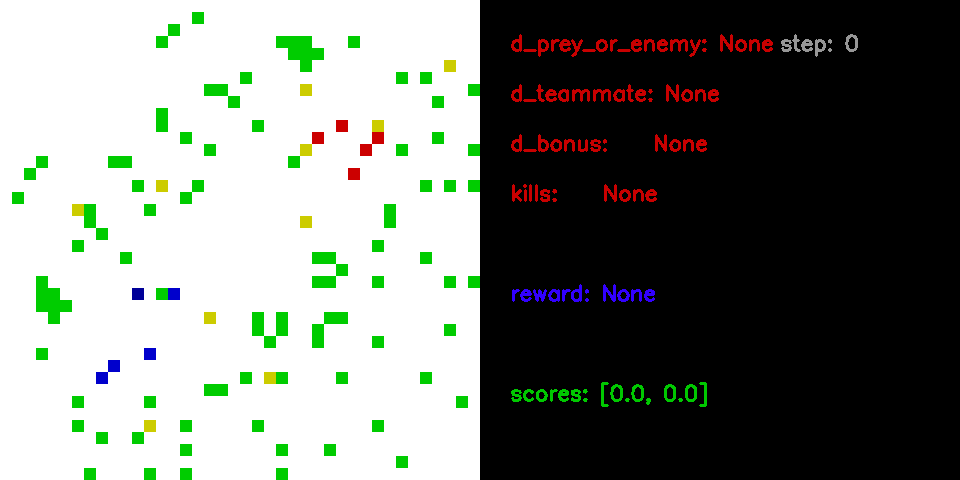 d_prey_or_enemy: None step: 0
d_teammate: None
d_bonus: None
kills: None
reward: None
scores: [0.0, 0.0]